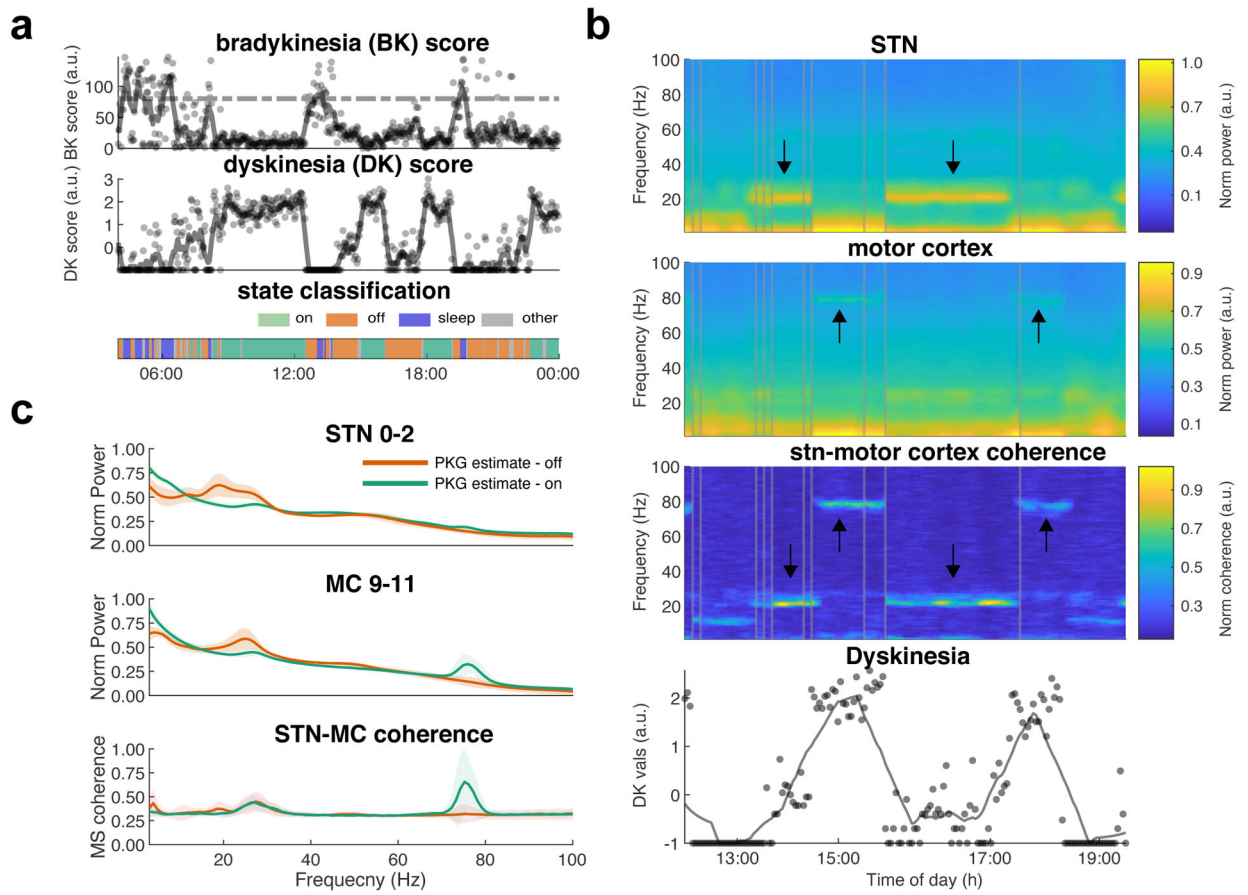 a
bradykinesia (BK) score
BK score (a.u.)
100
50
0
dyskinesia (DK) score
DK score (a.u.)
3
2
1
0
state classification
on off sleep other
06:00 12:00 18:00 00:00
b
STN
Frequency (Hz)
100
80
60
40
20
1.0
0.7
0.4
0.1
Norm power (a.u.)
motor cortex
Frequency (Hz)
100
80
60
40
20
0.9
0.7
0.5
0.3
0.1
Norm power (a.u.)
stn-motor cortex coherence
Frequency (Hz)
100
80
60
40
20
0.9
0.7
0.5
0.3
Norm coherence (a.u.)
Dyskinesia
DK vals (a.u.)
2
1
0
-1
13:00 15:00 17:00 19:00
Time of day (h)
c
STN 0-2
Norm Power
1.00
0.75
0.50
0.25
0.00
PKG estimate - off
PKG estimate - on
MC 9-11
Norm Power
1.00
0.75
0.50
0.25
0.00
STN-MC coherence
MS coherence
1.00
0.75
0.50
0.25
0.00
20 40 60 80 100
Frequecny (Hz)